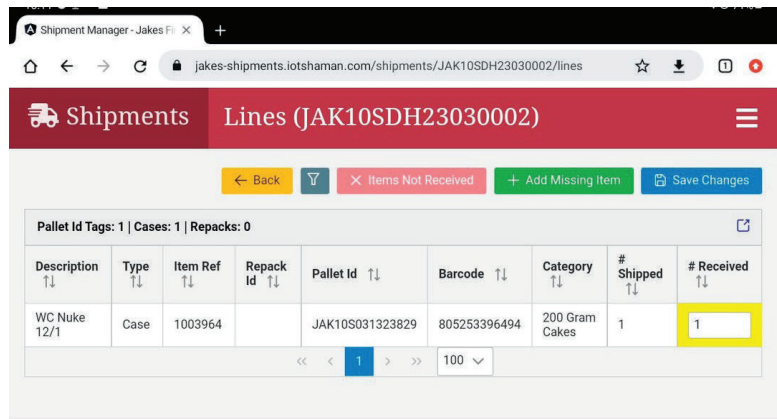 Shipment Manager - Jakes Fi
jakes-shipments.iotshaman.com/shipments/JAK10SDH23030002/lines
1
Shipments
Lines (JAK10SDH23030002)
Back
Items Not Received
Add Missing Item
Save Changes
Pallet Id Tags: 1 | Cases: 1 | Repacks: 0
Description Type Item Ref Repack Id Pallet Id Barcode Category # Shipped # Received
WC Nuke 12/1 Case 1003964 JAK10S031323829 805253396494 200 Gram Cakes 1 1
<< < 1 > >> 100